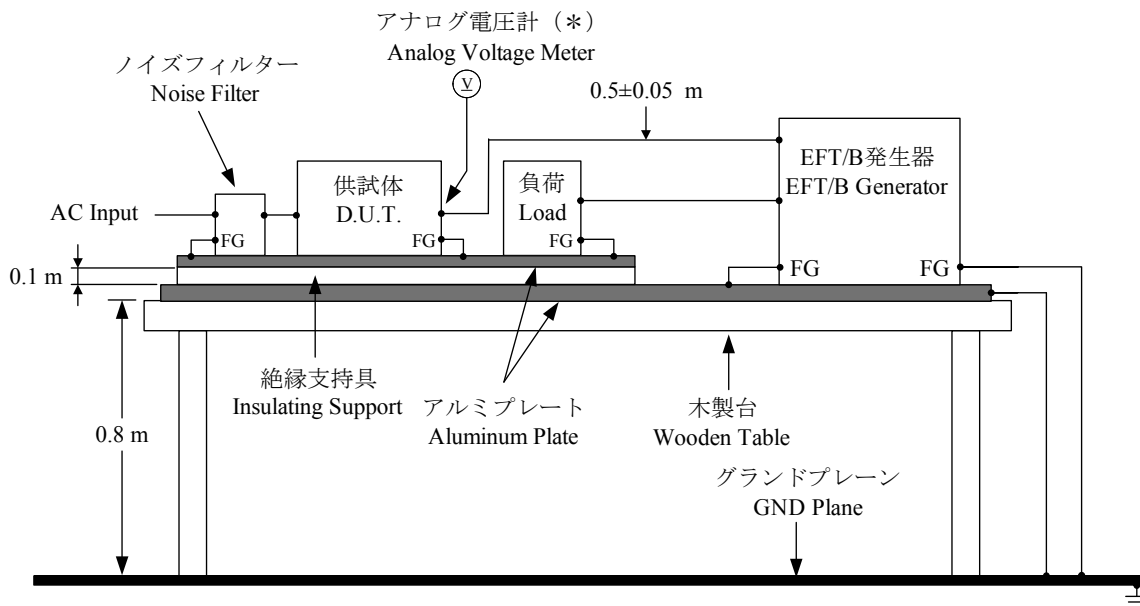 アナログ電圧計（＊）
Analog Voltage Meter
V
ノイズフィルター
Noise Filter
0.5±0.05 m
EFT/B発生器
EFT/B Generator
供試体
D.U.T.
負荷
Load
AC Input
FG
FG
FG
FG
FG
0.1 m
絶縁支持具
Insulating Support
アルミプレート
Aluminum Plate
木製台
Wooden Table
0.8 m
グランドプレーン
GND Plane